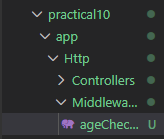 practical10
app
Http
Controllers
Middlewa...
ageChec... U